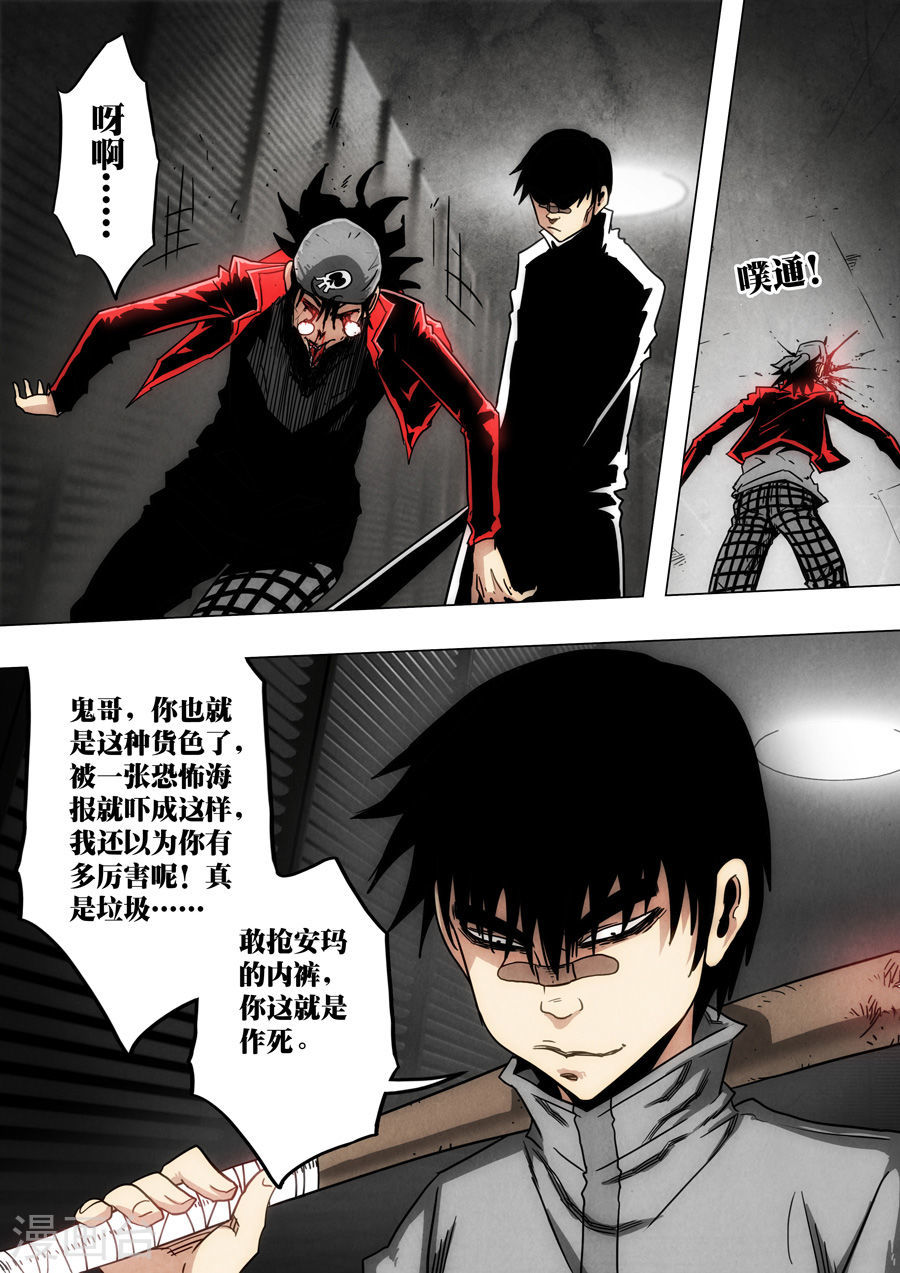 呀啊……
噗通！
鬼哥，你也就
是这种货色了，
被一张恐怖海
报就吓成这样，
我还以为你有
多厉害呢！真
是垃圾……
敢抢安玛
的内裤，
你这就是
作死。
漫画台